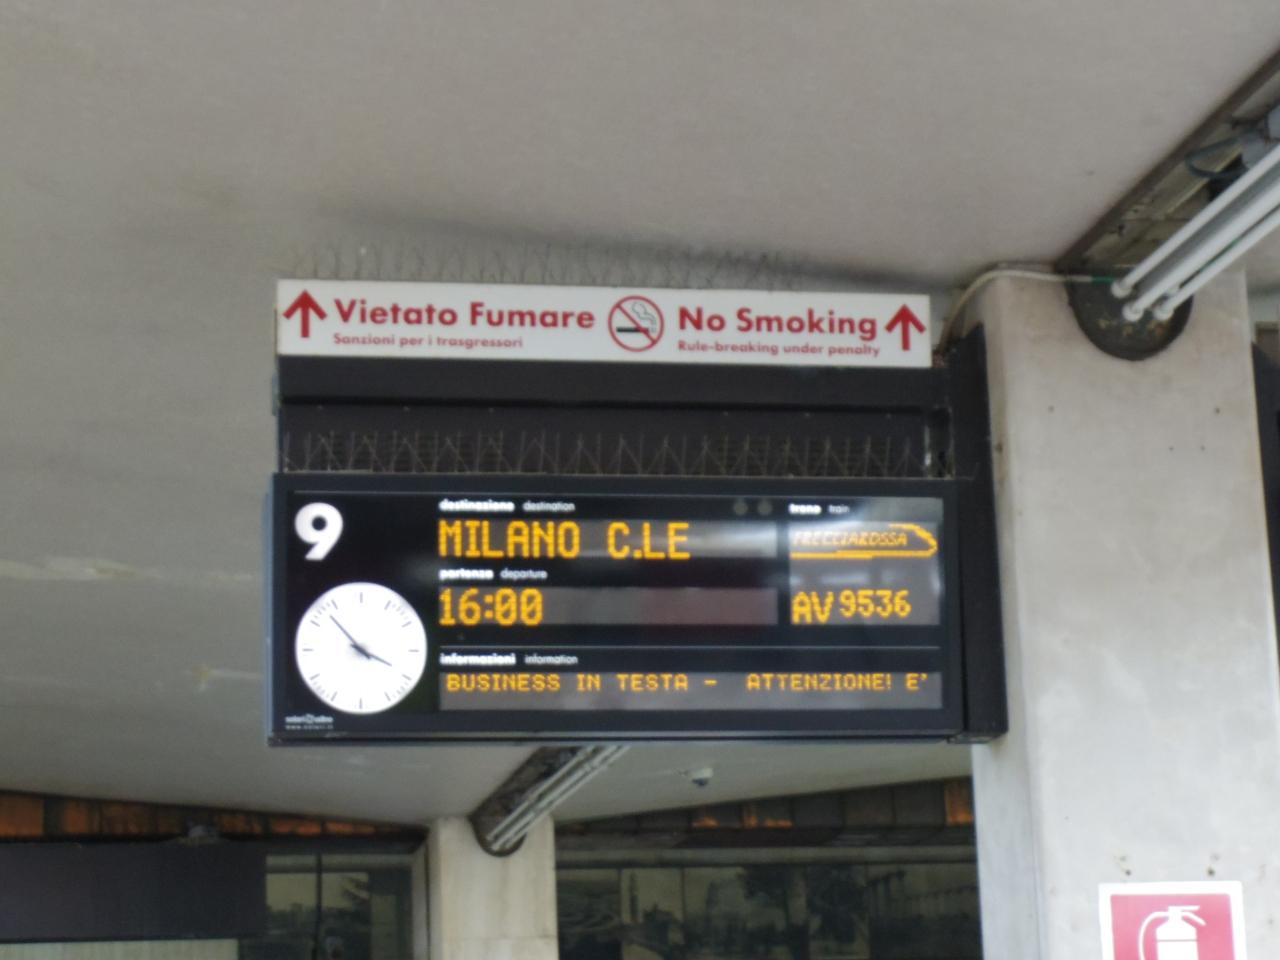 Vietato Fumare
Sanzioni per i trasgressori
No Smoking
Rule-breaking under penalty
9
destinazione destination
MILANO C.LE
treno train
FRECCIAROSSA
partenza departure
16:00
AV 9536
informazioni information
BUSINESS IN TESTA - ATTENZIONE! E'